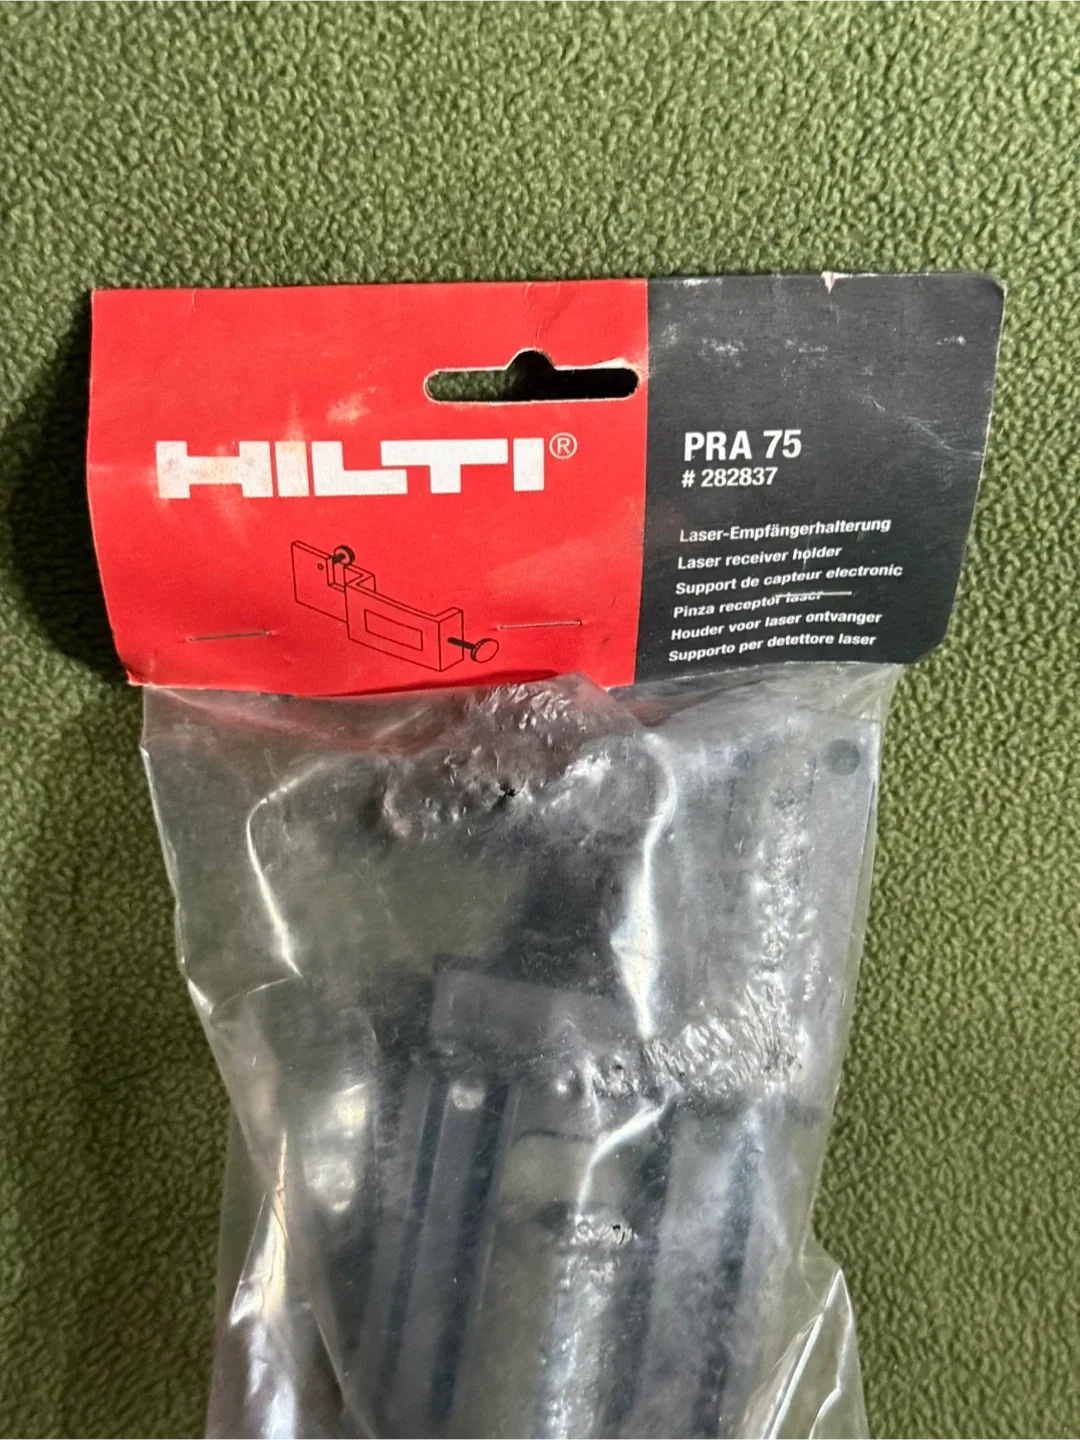 HILTI®
PRA 75
# 282837
Laser-Empfängerhalterung
Laser receiver holder
Support de capteur electronic
Pinza receptor laser
Houder voor laser ontvanger
Supporto per detettore laser